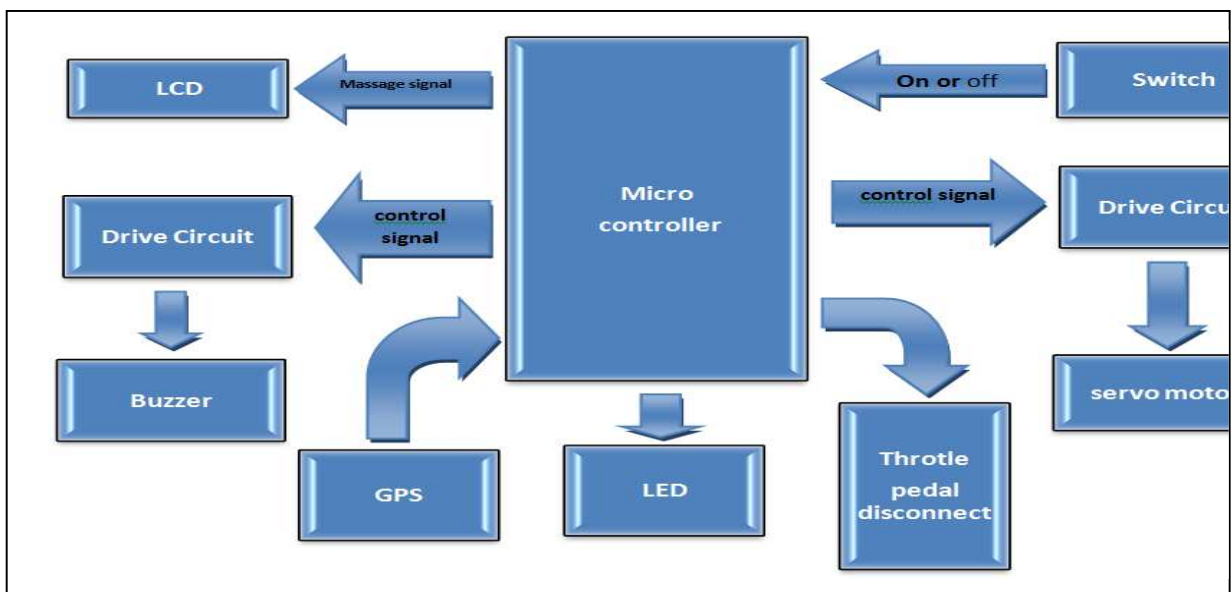 LCD
Massage signal
On or off
Switch
Micro
controller
Drive Circuit
control
signal
control signal
Drive Circu
Buzzer
GPS
LED
Throtle
pedal
disconnect
servo moto